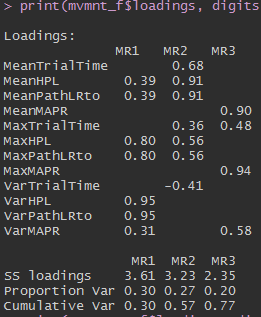 > print(mvmnt_f$loadings, digits
Loadings:
MR1 MR2 MR3
MeanTrialTime 0.68
MeanHPL 0.39 0.91
MeanPathLRto 0.39 0.91
MeanMAPR 0.90
MaxTrialTime 0.36 0.48
MaxHPL 0.80 0.56
MaxPathLRto 0.80 0.56
MaxMAPR 0.94
VarTrialTime -0.41
VarHPL 0.95
VarPathLRto 0.95
VarMAPR 0.31 0.58
MR1 MR2 MR3
SS loadings 3.61 3.23 2.35
Proportion Var 0.30 0.27 0.20
Cumulative Var 0.30 0.57 0.77